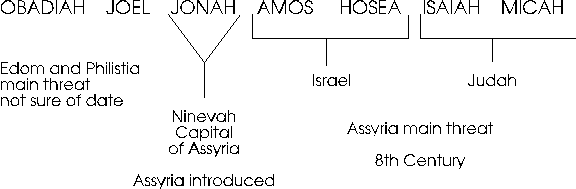 OBADIAH JOEL JONAH AMOS HOSEA ISAIAH MICAH
Edom and Philistia
main threat
not sure of date
Ninevah
Capital
of Assyria
Assyria introduced
Israel
Judah
Assyria main threat
8th Century